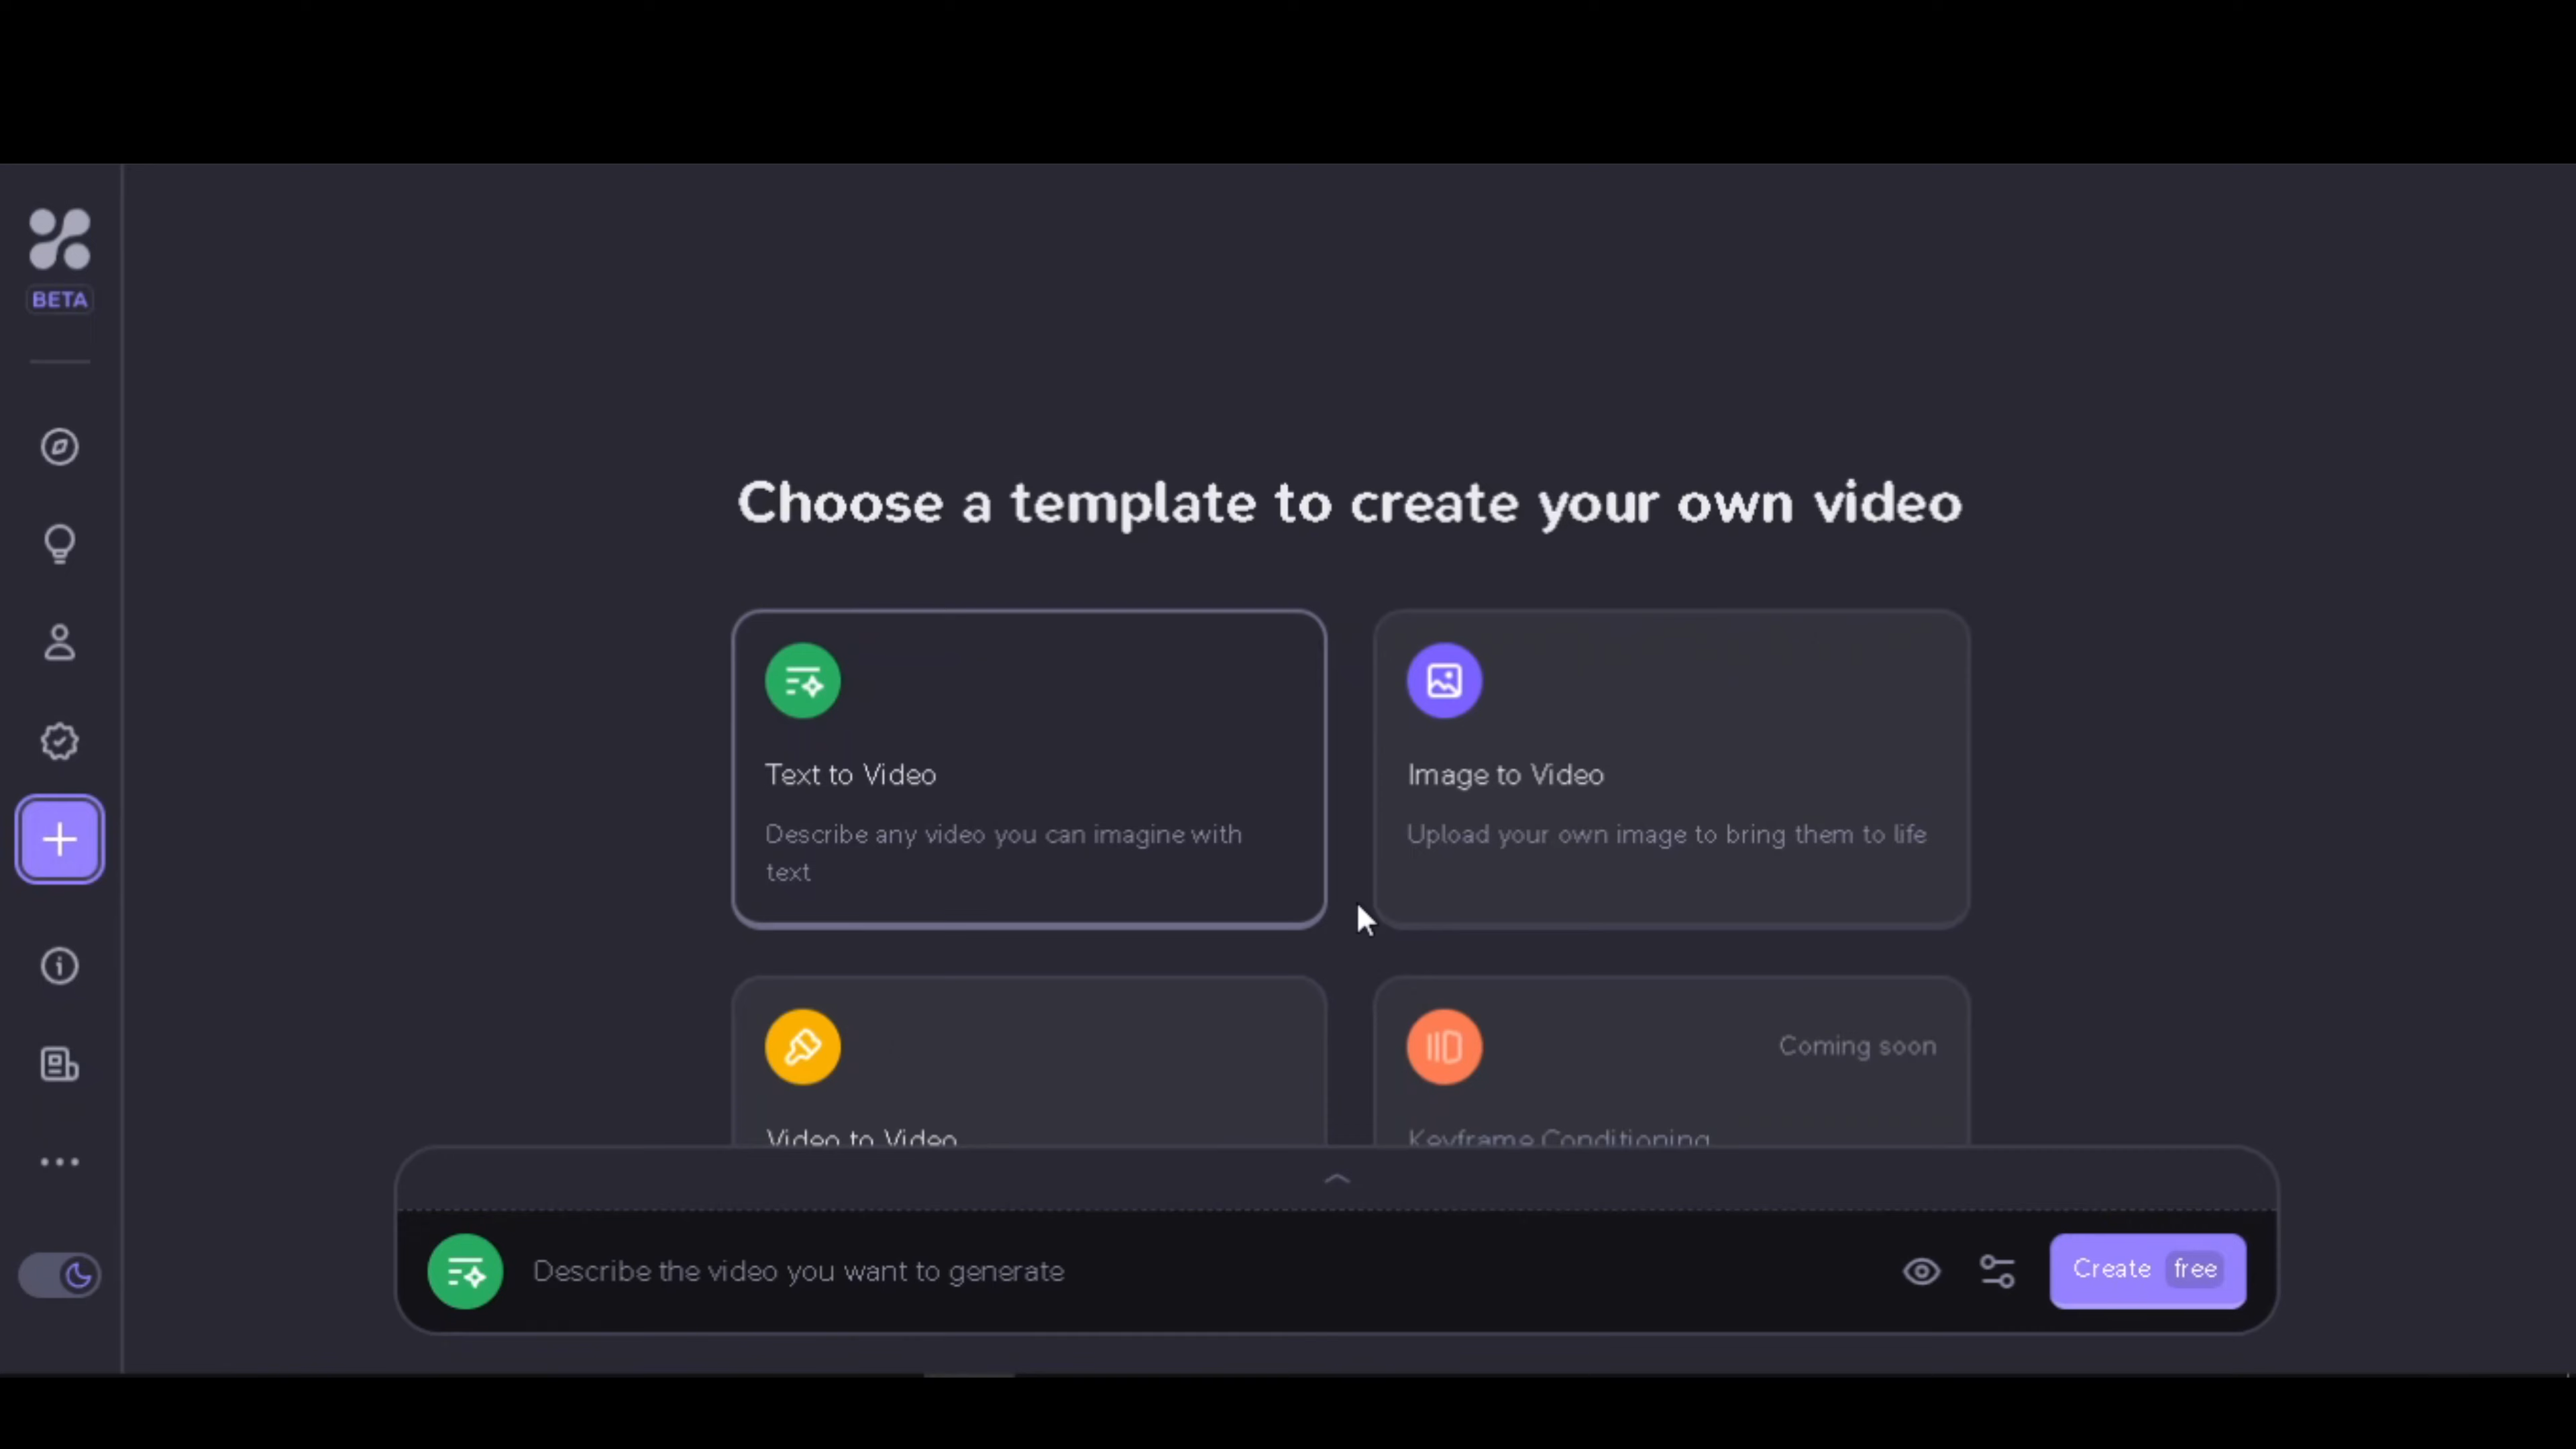 BETA
Choose a template to create your own video
Text to Video
Describe any video you can imagine with
text
Image to Video
Upload your own image to bring them to life
Coming soon
Video to Video
Keyframe Conditioning
Describe the video you want to generate
Create free